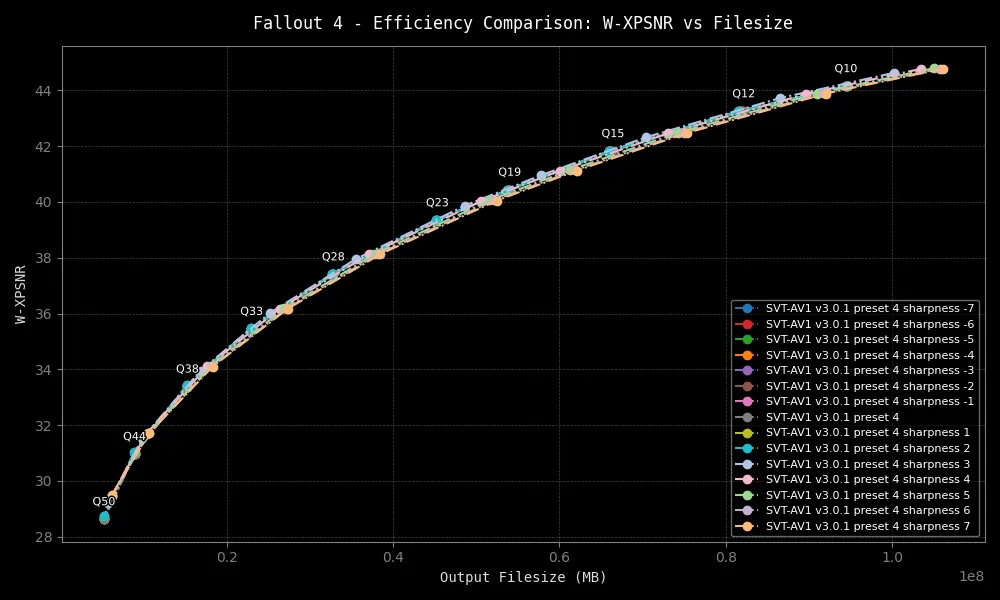 Fallout 4 - Efficiency Comparison: W-XPSNR vs Filesize
44
42
40
38
36
34
32
30
28
W-XPSNR
Q10
Q12
Q15
Q19
Q23
Q28
Q33
Q38
Q44
Q50
SVT-AV1 v3.0.1 preset 4 sharpness -7
SVT-AV1 v3.0.1 preset 4 sharpness -6
SVT-AV1 v3.0.1 preset 4 sharpness -5
SVT-AV1 v3.0.1 preset 4 sharpness -4
SVT-AV1 v3.0.1 preset 4 sharpness -3
SVT-AV1 v3.0.1 preset 4 sharpness -2
SVT-AV1 v3.0.1 preset 4 sharpness -1
SVT-AV1 v3.0.1 preset 4
SVT-AV1 v3.0.1 preset 4 sharpness 1
SVT-AV1 v3.0.1 preset 4 sharpness 2
SVT-AV1 v3.0.1 preset 4 sharpness 3
SVT-AV1 v3.0.1 preset 4 sharpness 4
SVT-AV1 v3.0.1 preset 4 sharpness 5
SVT-AV1 v3.0.1 preset 4 sharpness 6
SVT-AV1 v3.0.1 preset 4 sharpness 7
0.2 0.4 0.6 0.8 1.0
1e8
Output Filesize (MB)